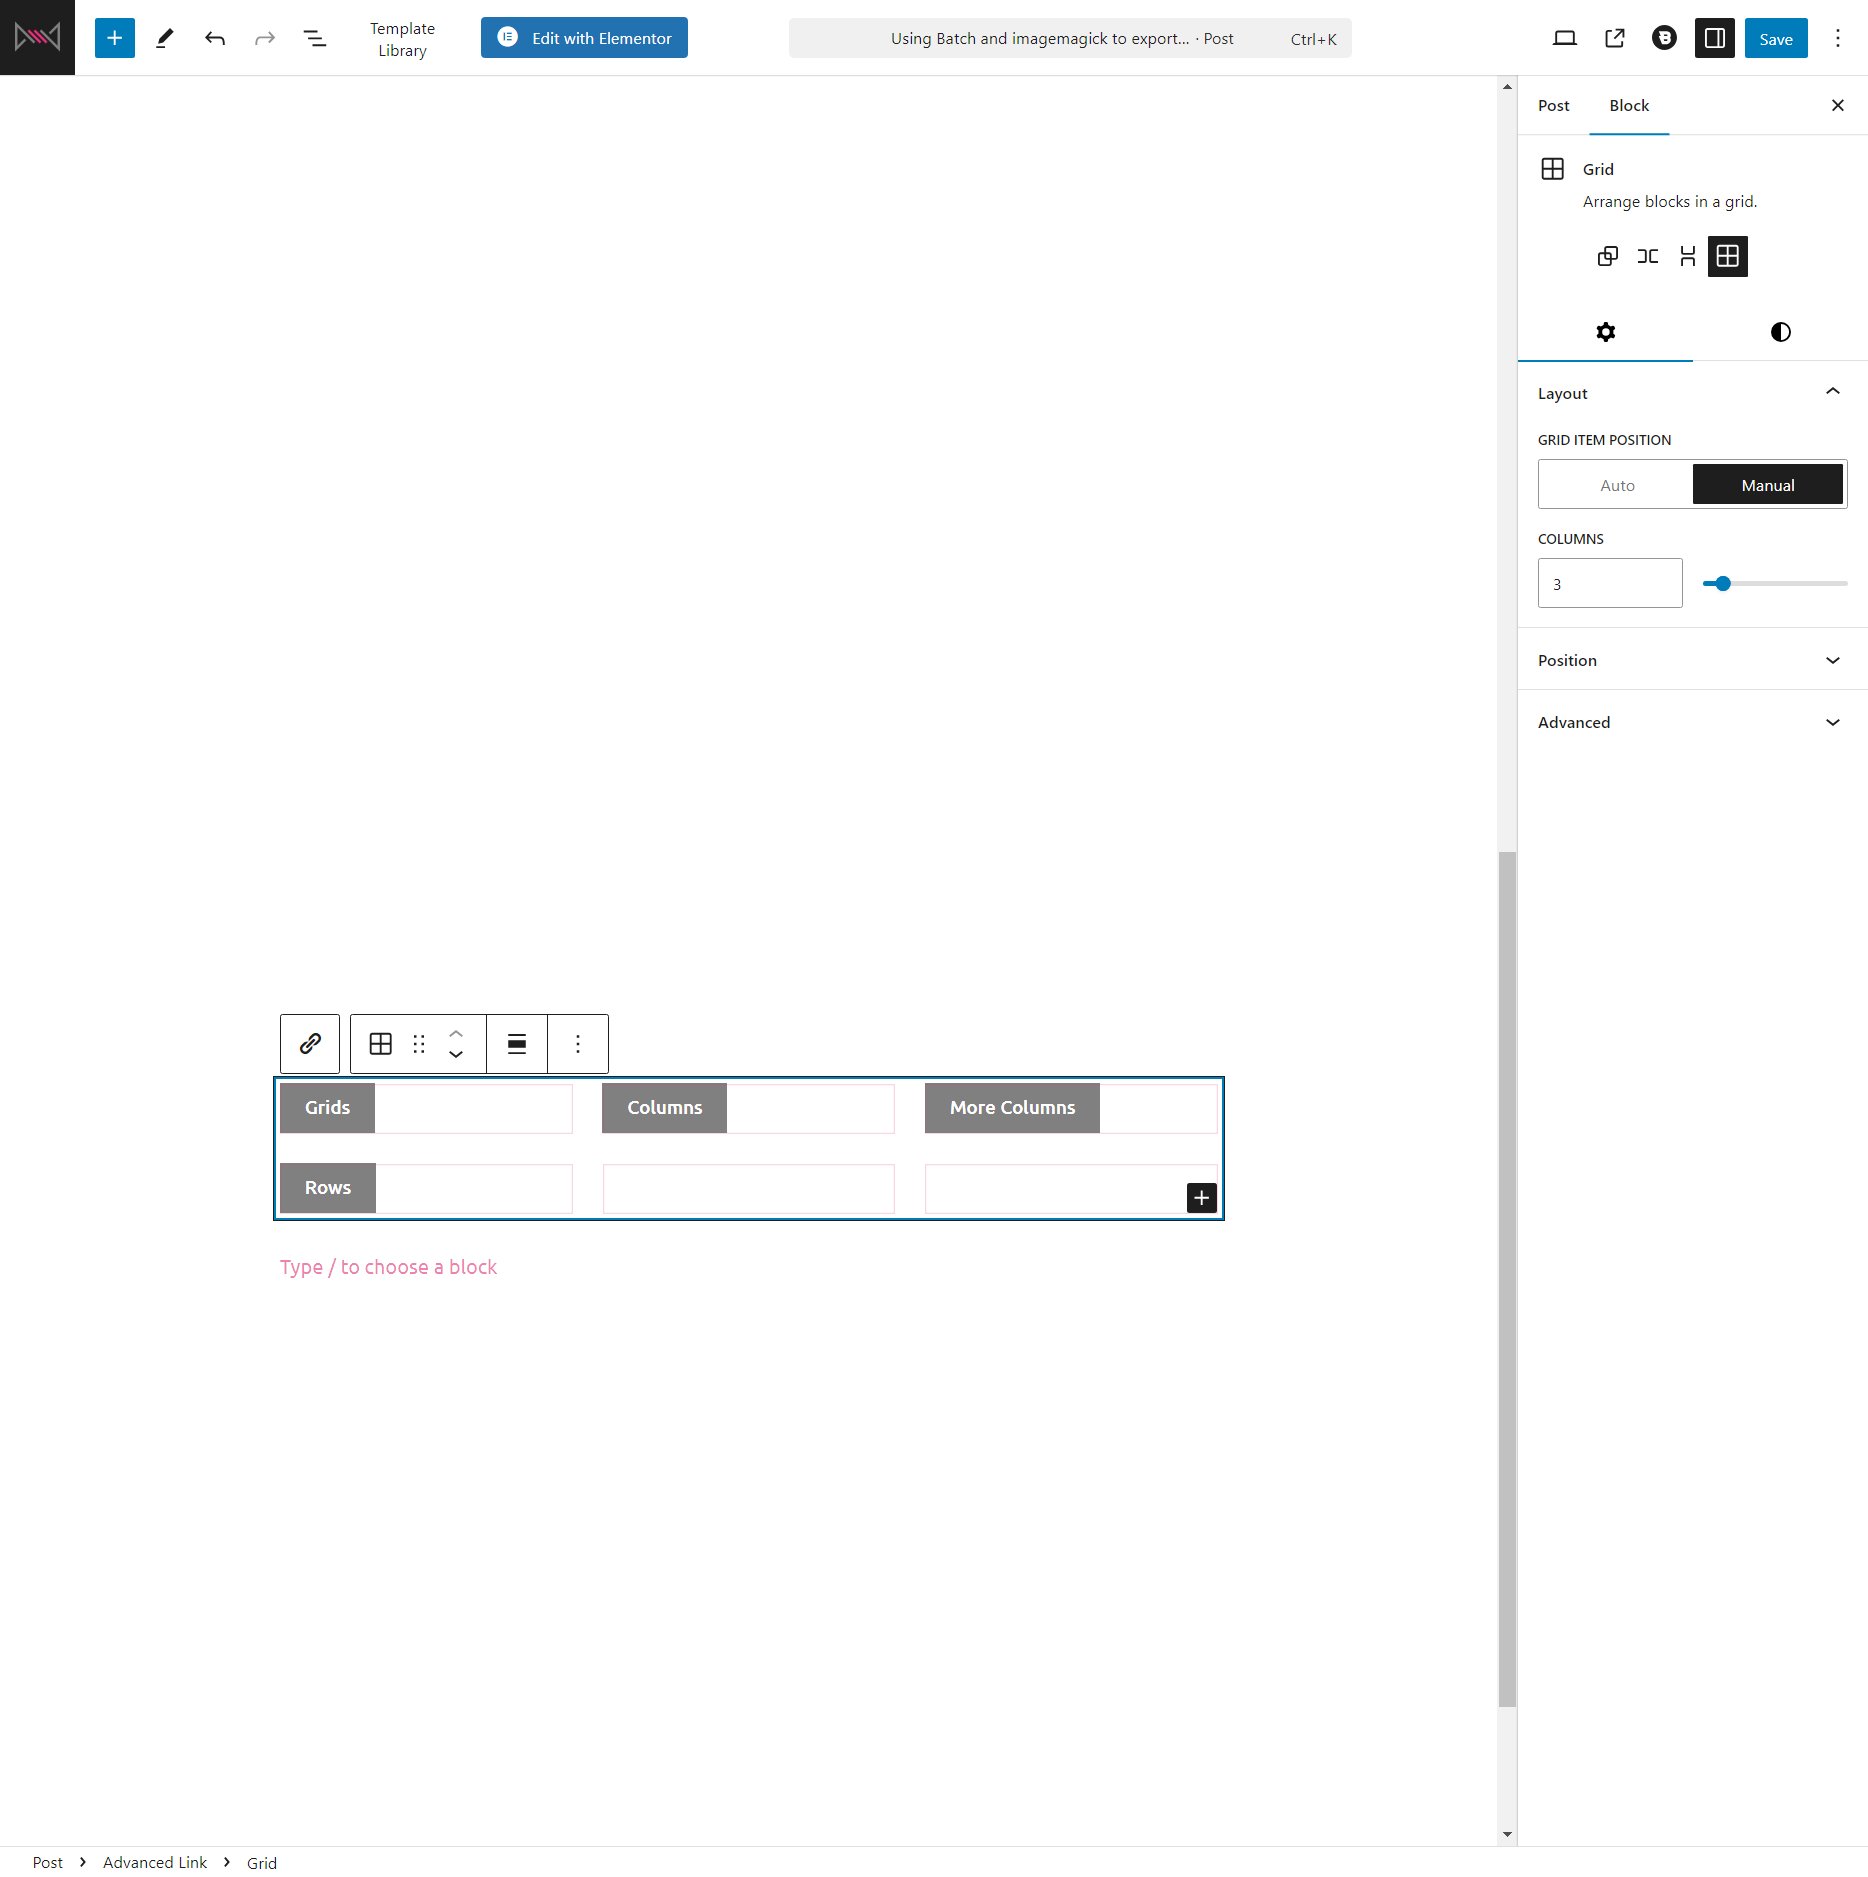 Template
Library
Edit with Elementor
Using Batch and imagemagick to export... · Post
Ctrl+K
Save
Post
Block
Grid
Arrange blocks in a grid.
Layout
GRID ITEM POSITION
Auto
Manual
COLUMNS
3
Position
Advanced
Grids
Columns
More Columns
Rows
Type / to choose a block
Post > Advanced Link > Grid